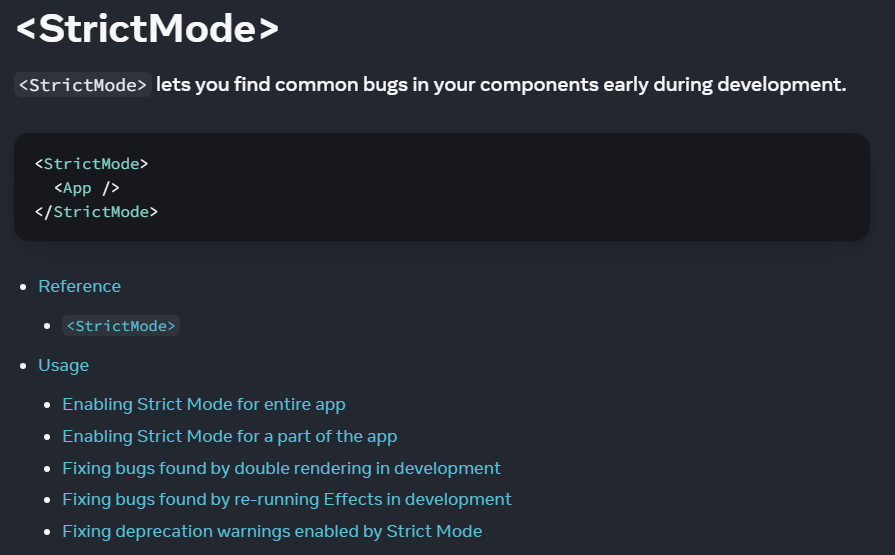 <StrictMode>
<StrictMode> lets you find common bugs in your components early during development.
<StrictMode>
  <App />
</StrictMode>
Reference
<StrictMode>
Usage
Enabling Strict Mode for entire app
Enabling Strict Mode for a part of the app
Fixing bugs found by double rendering in development
Fixing bugs found by re-running Effects in development
Fixing deprecation warnings enabled by Strict Mode